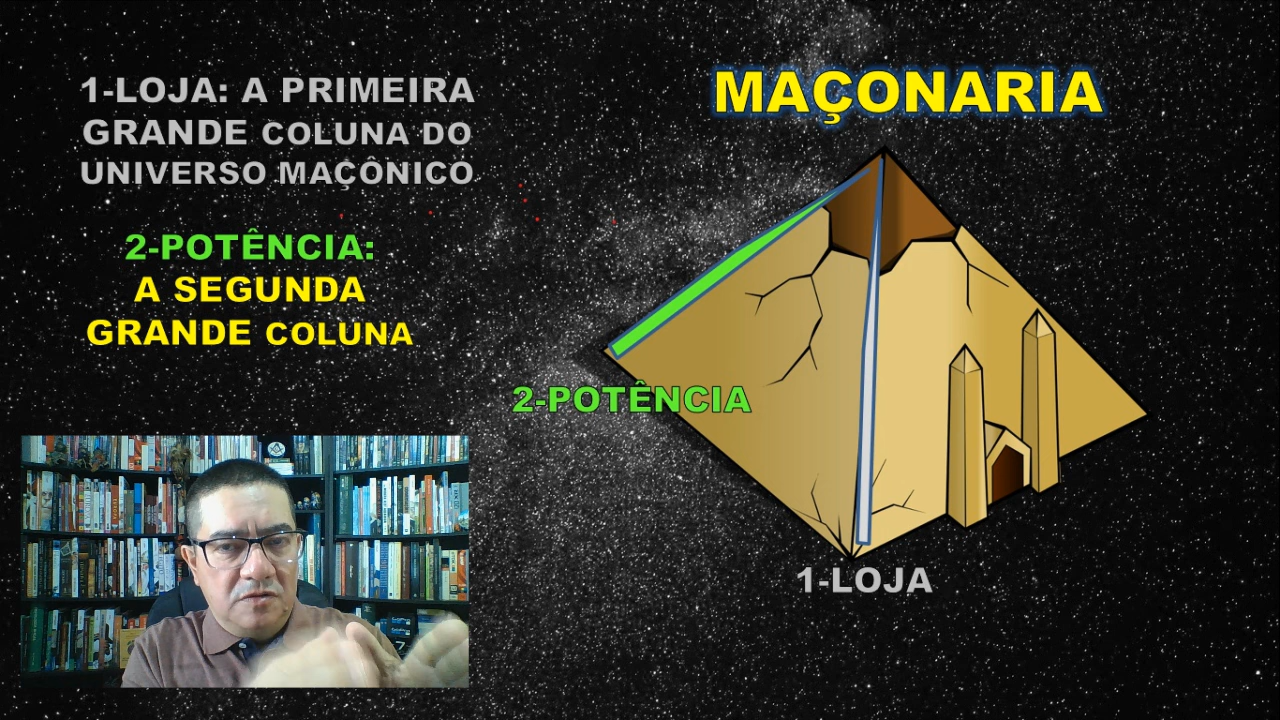 1-LOJA: A PRIMEIRA
GRANDE COLUNA DO
UNIVERSO MAÇÔNICO
2-POTÊNCIA:
A SEGUNDA
GRANDE COLUNA
MAÇONARIA
2-POTÊNCIA
1-LOJA